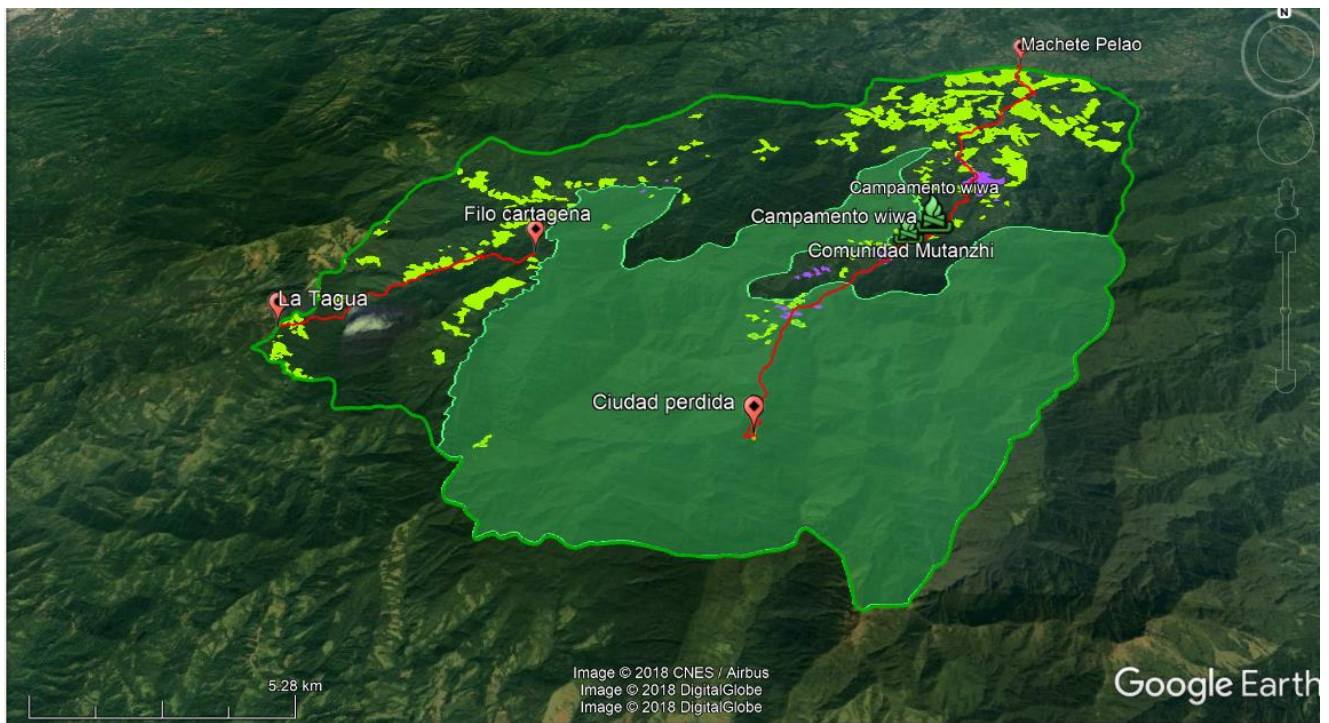 N
Machete Pelao
Campamento wiwa
Filo cartagena
Campamento wiwa
Comunidad Mutanzhi
La Tagua
Ciudad perdida
5.28 km
Image © 2018 CNES / Airbus
Image © 2018 DigitalGlobe
Image © 2018 DigitalGlobe
Google Earth